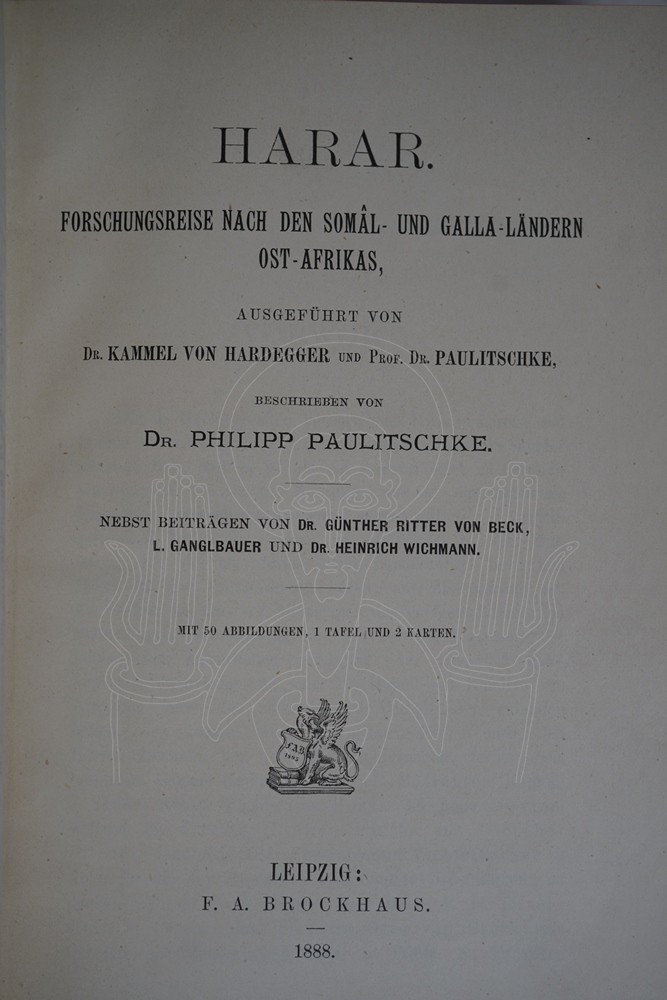 HARAR.
FORSCHUNGSREISE NACH DEN SOMÂL- UND GALLA-LÄNDERN
OST-AFRIKAS,
AUSGEFÜHRT VON
DR. KAMMEL VON HARDEGGER UND PROF. DR. PAULITSCHKE,
BESCHRIEBEN VON
DR. PHILIPP PAULITSCHKE.
NEBST BEITRÄGEN VON DR. GÜNTHER RITTER VON BECK,
L. GANGLBAUER UND DR. HEINRICH WICHMANN.
MIT 50 ABBILDUNGEN, 1 TAFEL UND 2 KARTEN.
F.A.B.
1805
LEIPZIG:
F. A. BROCKHAUS.
1888.